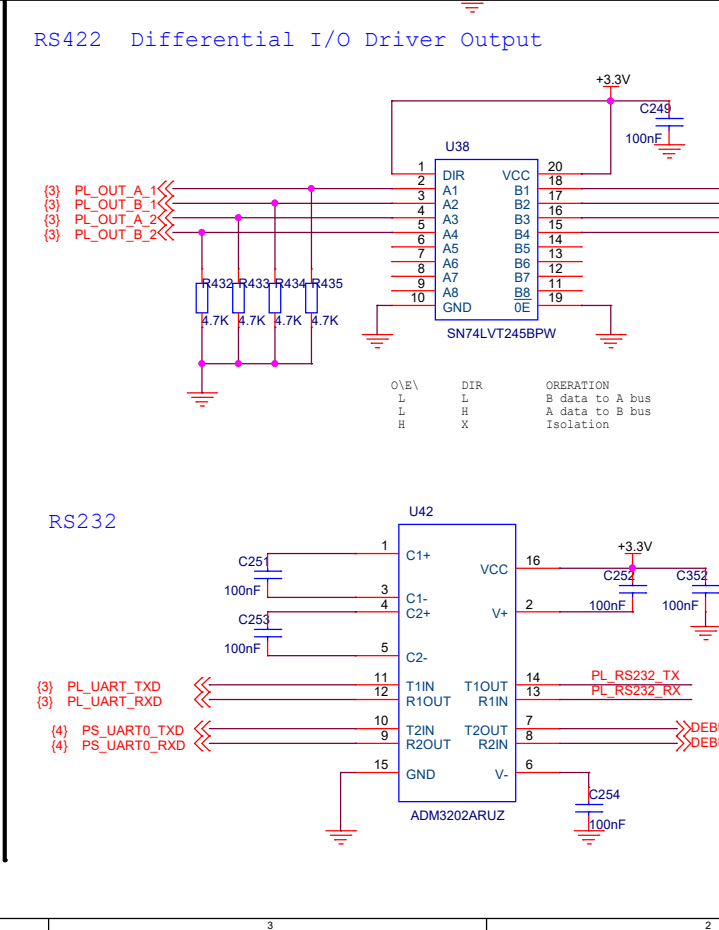 RS422  Differential I/O Driver Output
+3.3V
C249
100nF
U38
1 DIR VCC 20
2 A1 B1 18
3 A2 B2 17
4 A3 B3 16
5 A4 B4 15
6 A5 B5 14
7 A6 B6 13
8 A7 B7 12
9 A8 B8 11
10 GND 0E 19
SN74LVT245BPW
{3} PL_OUT_A_1
{3} PL_OUT_B_1
{3} PL_OUT_A_2
{3} PL_OUT_B_2
R432 R433 R434 R435
4.7K 4.7K 4.7K 4.7K
O\E\ DIR ORERATION
L L B data to A bus
L H A data to B bus
H X Isolation
RS232
U42
+3.3V
C251
100nF
C253
100nF
C252
100nF
C352
100nF
1 C1+ VCC 16
3 C1- V+ 2
4 C2+
5 C2-
11 T1IN T1OUT 14 PL_RS232_TX
12 R1OUT R1IN 13 PL_RS232_RX
10 T2IN T2OUT 7
9 R2OUT R2IN 8
15 GND V- 6
{3} PL_UART_TXD
{3} PL_UART_RXD
{4} PS_UART0_TXD
{4} PS_UART0_RXD
C254
100nF
ADM3202ARUZ
3 2